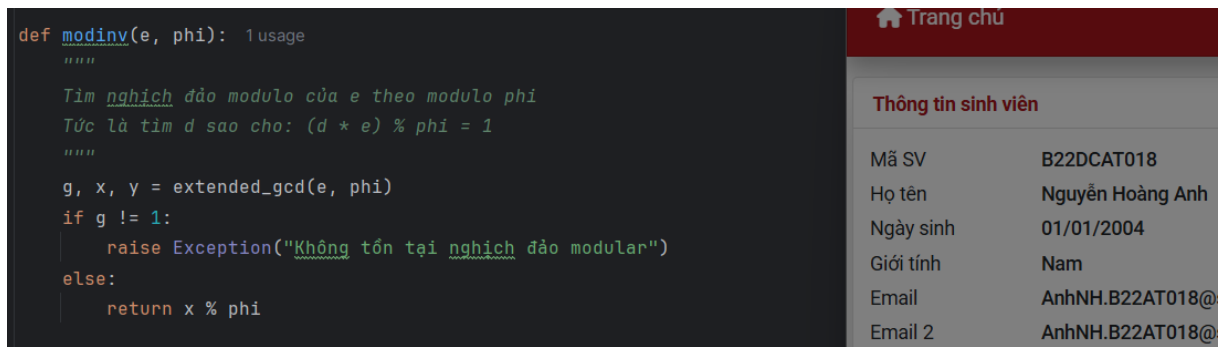 def modinv(e, phi): 1 usage
"""
Tìm nghịch đảo modulo của e theo modulo phi
Tức là tìm d sao cho: (d * e) % phi = 1
"""
g, x, y = extended_gcd(e, phi)
if g != 1:
raise Exception("Không tồn tại nghịch đảo modular")
else:
return x % phi
Trang chủ
Thông tin sinh viên
Mã SV B22DCAT018
Họ tên Nguyễn Hoàng Anh
Ngày sinh 01/01/2004
Giới tính Nam
Email AnhNH.B22AT018@
Email 2 AnhNH.B22AT018@